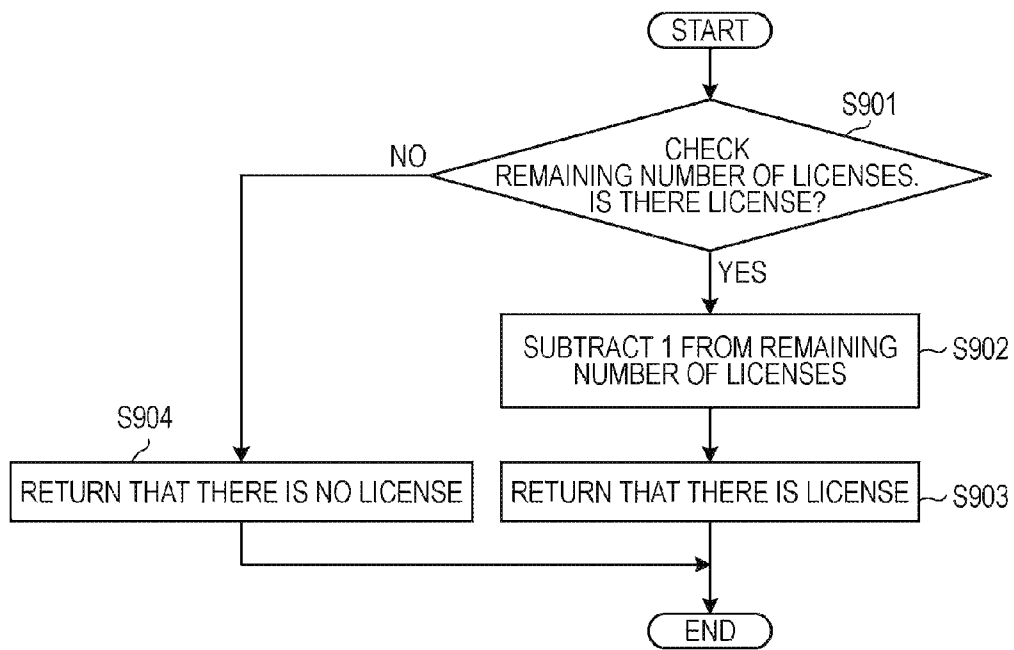 START
S901
CHECK
REMAINING NUMBER OF LICENSES.
IS THERE LICENSE?
NO
YES
SUBTRACT 1 FROM REMAINING
NUMBER OF LICENSES
S902
S904
RETURN THAT THERE IS NO LICENSE
RETURN THAT THERE IS LICENSE
S903
END